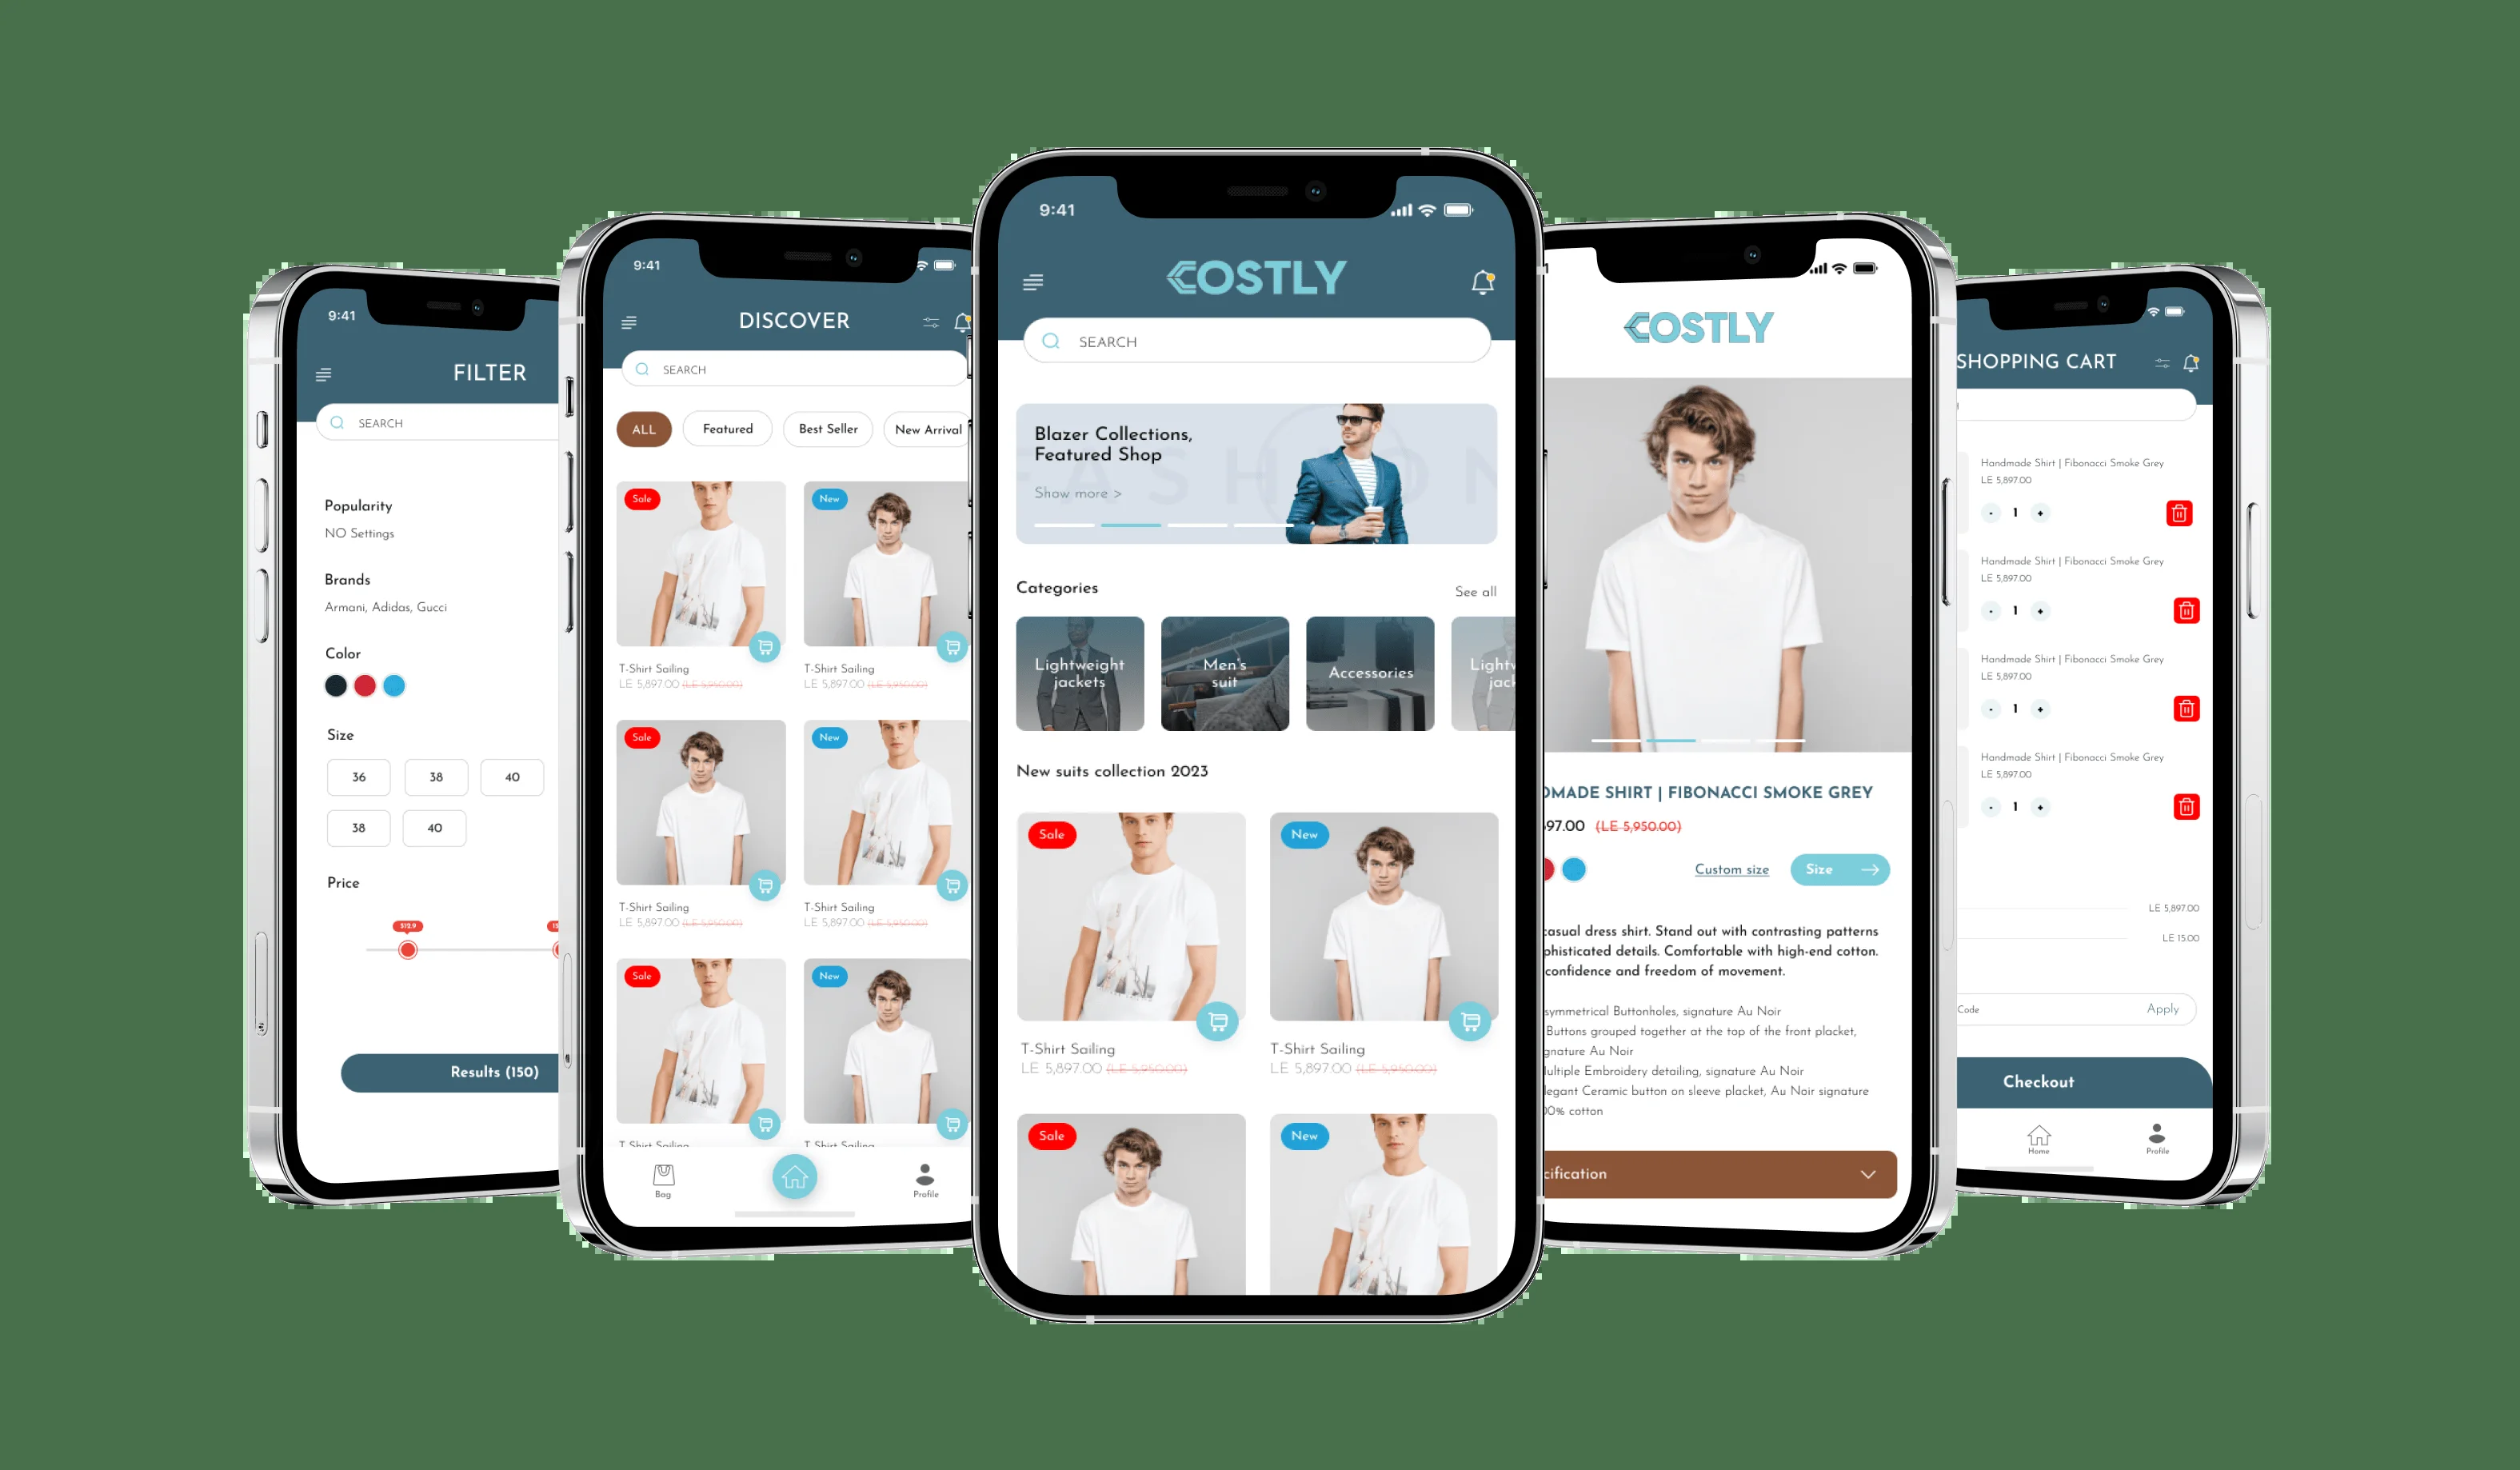 9:41
FILTER
SEARCH
Popularity
NO Settings
Brands
Armani, Adidas, Gucci
Color
Size
36 38 40
38 40
Price
$12.9
Results (150)
9:41
DISCOVER
SEARCH
ALL Featured Best Seller New Arrival
Sale New
T-Shirt Sailing T-Shirt Sailing
LE 5,897.00 (LE 5,950.00) LE 5,897.00 (LE 5,950.00)
Sale New
T-Shirt Sailing T-Shirt Sailing
LE 5,897.00 (LE 5,950.00) LE 5,897.00 (LE 5,950.00)
Sale New
T-Shirt Sailing T-Shirt Sailing
Bag Profile
9:41
COSTLY
SEARCH
FASHION
Blazer Collections,
Featured Shop
Show more >
Categories See all
Lightweight
jackets
Men's
suit
Accessories
Lightw
jack
New suits collection 2023
Sale New
T-Shirt Sailing T-Shirt Sailing
LE 5,897.00 (LE 5,950.00) LE 5,897.00 (LE 5,950.00)
Sale New
COSTLY
DMADE SHIRT | FIBONACCI SMOKE GREY
97.00 (LE 5,950.00)
Custom size Size
casual dress shirt. Stand out with contrasting patterns
phisticated details. Comfortable with high-end cotton.
confidence and freedom of movement.
symmetrical Buttonholes, signature Au Noir
Buttons grouped together at the top of the front placket,
gnature Au Noir
ultiple Embroidery detailing, signature Au Noir
legant Ceramic button on sleeve placket, Au Noir signature
00% cotton
cification
SHOPPING CART
Handmade Shirt | Fibonacci Smoke Grey
LE 5,897.00
- 1 +
Handmade Shirt | Fibonacci Smoke Grey
LE 5,897.00
- 1 +
Handmade Shirt | Fibonacci Smoke Grey
LE 5,897.00
- 1 +
Handmade Shirt | Fibonacci Smoke Grey
LE 5,897.00
- 1 +
LE 5,897.00
LE 15.00
Code Apply
Checkout
Home Profile